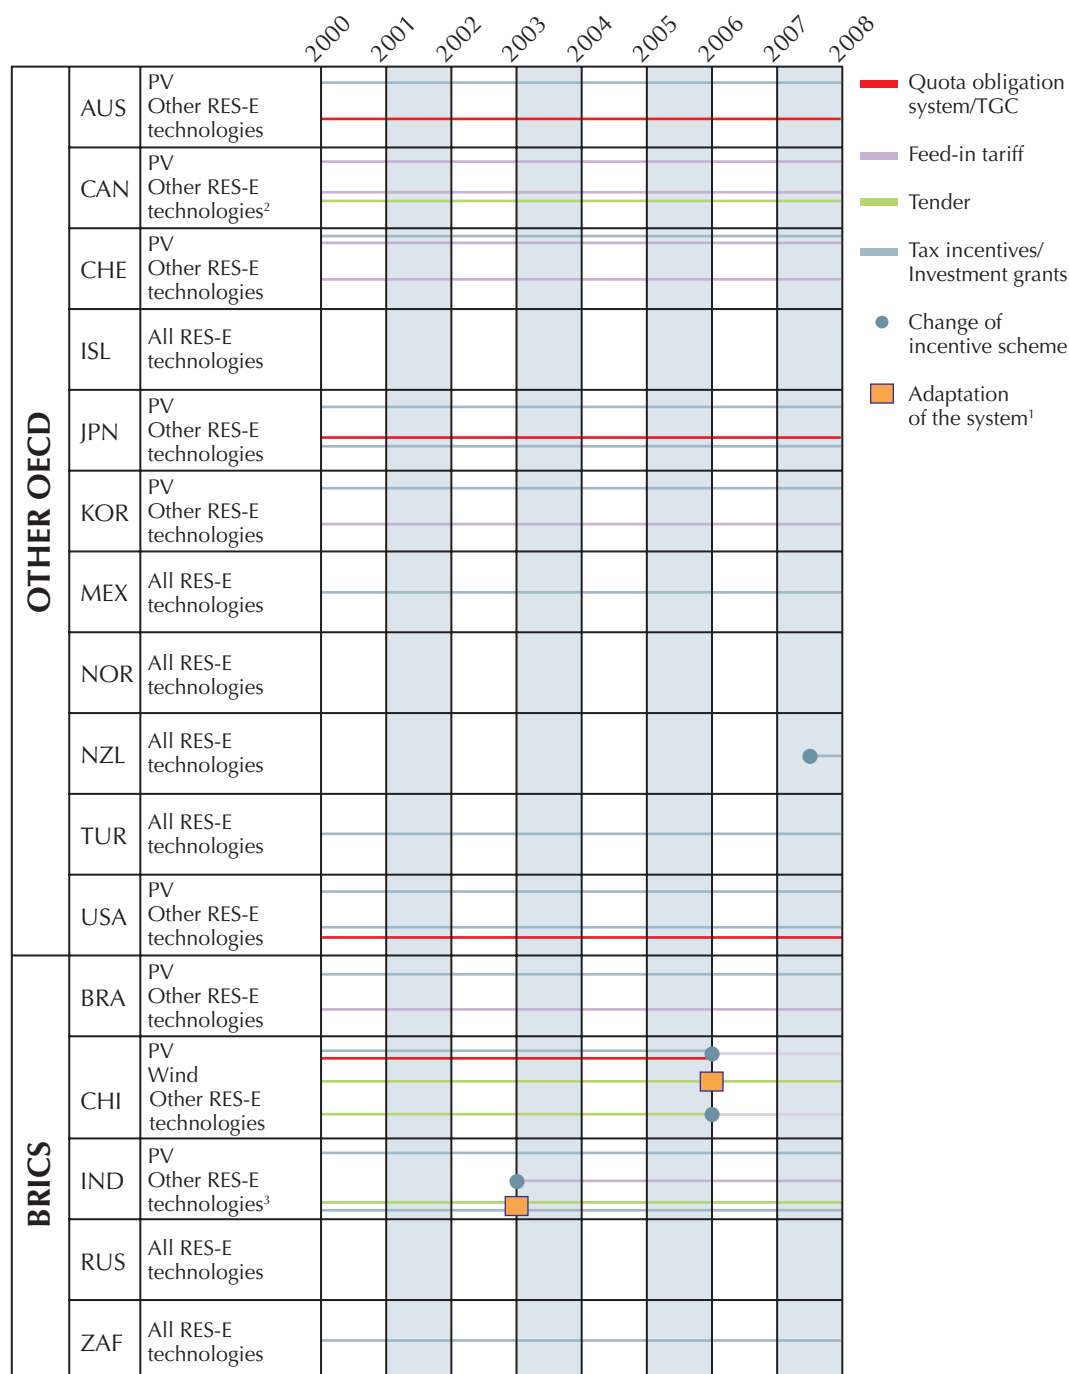 2000 2001 2002 2003 2004 2005 2006 2007 2008
OTHER OECD
AUS
PV
Other RES-E
technologies
CAN
PV
Other RES-E
technologies²
CHE
PV
Other RES-E
technologies
ISL
All RES-E
technologies
JPN
PV
Other RES-E
technologies
KOR
PV
Other RES-E
technologies
MEX
All RES-E
technologies
NOR
All RES-E
technologies
NZL
All RES-E
technologies
TUR
All RES-E
technologies
USA
PV
Other RES-E
technologies
BRICS
BRA
PV
Other RES-E
technologies
CHI
PV
Wind
Other RES-E
technologies
IND
PV
Other RES-E
technologies³
RUS
All RES-E
technologies
ZAF
All RES-E
technologies
Quota obligation
system/TGC
Feed-in tariff
Tender
Tax incentives/
Investment grants
Change of
incentive scheme
Adaptation
of the system¹